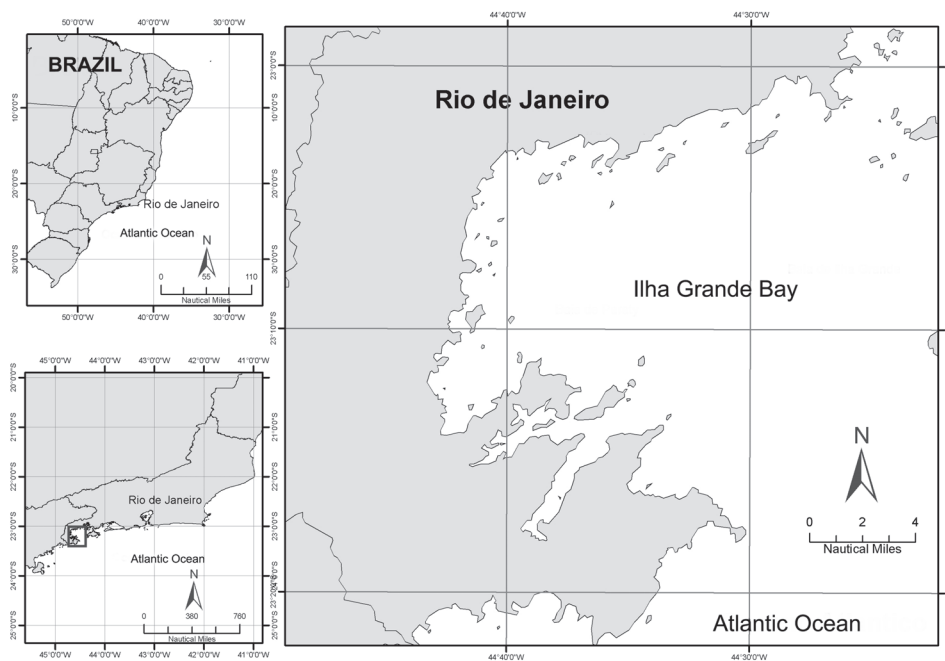 50°0'0"W 40°0'0"W 30°0'0"W
BRAZIL
10°0'0"S
20°0'0"S
30°0'0"S
Rio de Janeiro
Atlantic Ocean
N
0 55 110
Nautical Miles
50°0'0"W 40°0'0"W 30°0'0"W
45°0'0"W 44°0'0"W 43°0'0"W 42°0'0"W 41°0'0"W
20°0'0"S
21°0'0"S
22°0'0"S
23°0'0"S
24°0'0"S
25°0'0"S
Rio de Janeiro
Atlantic Ocean
N
0 380 760
Nautical Miles
45°0'0"W 44°0'0"W 43°0'0"W 42°0'0"W 41°0'0"W
44°40'0"W 44°30'0"W
23°0'0"S
23°10'0"S
Rio de Janeiro
Ilha Grande Bay
N
0 2 4
Nautical Miles
Atlantic Ocean
44°40'0"W 44°30'0"W